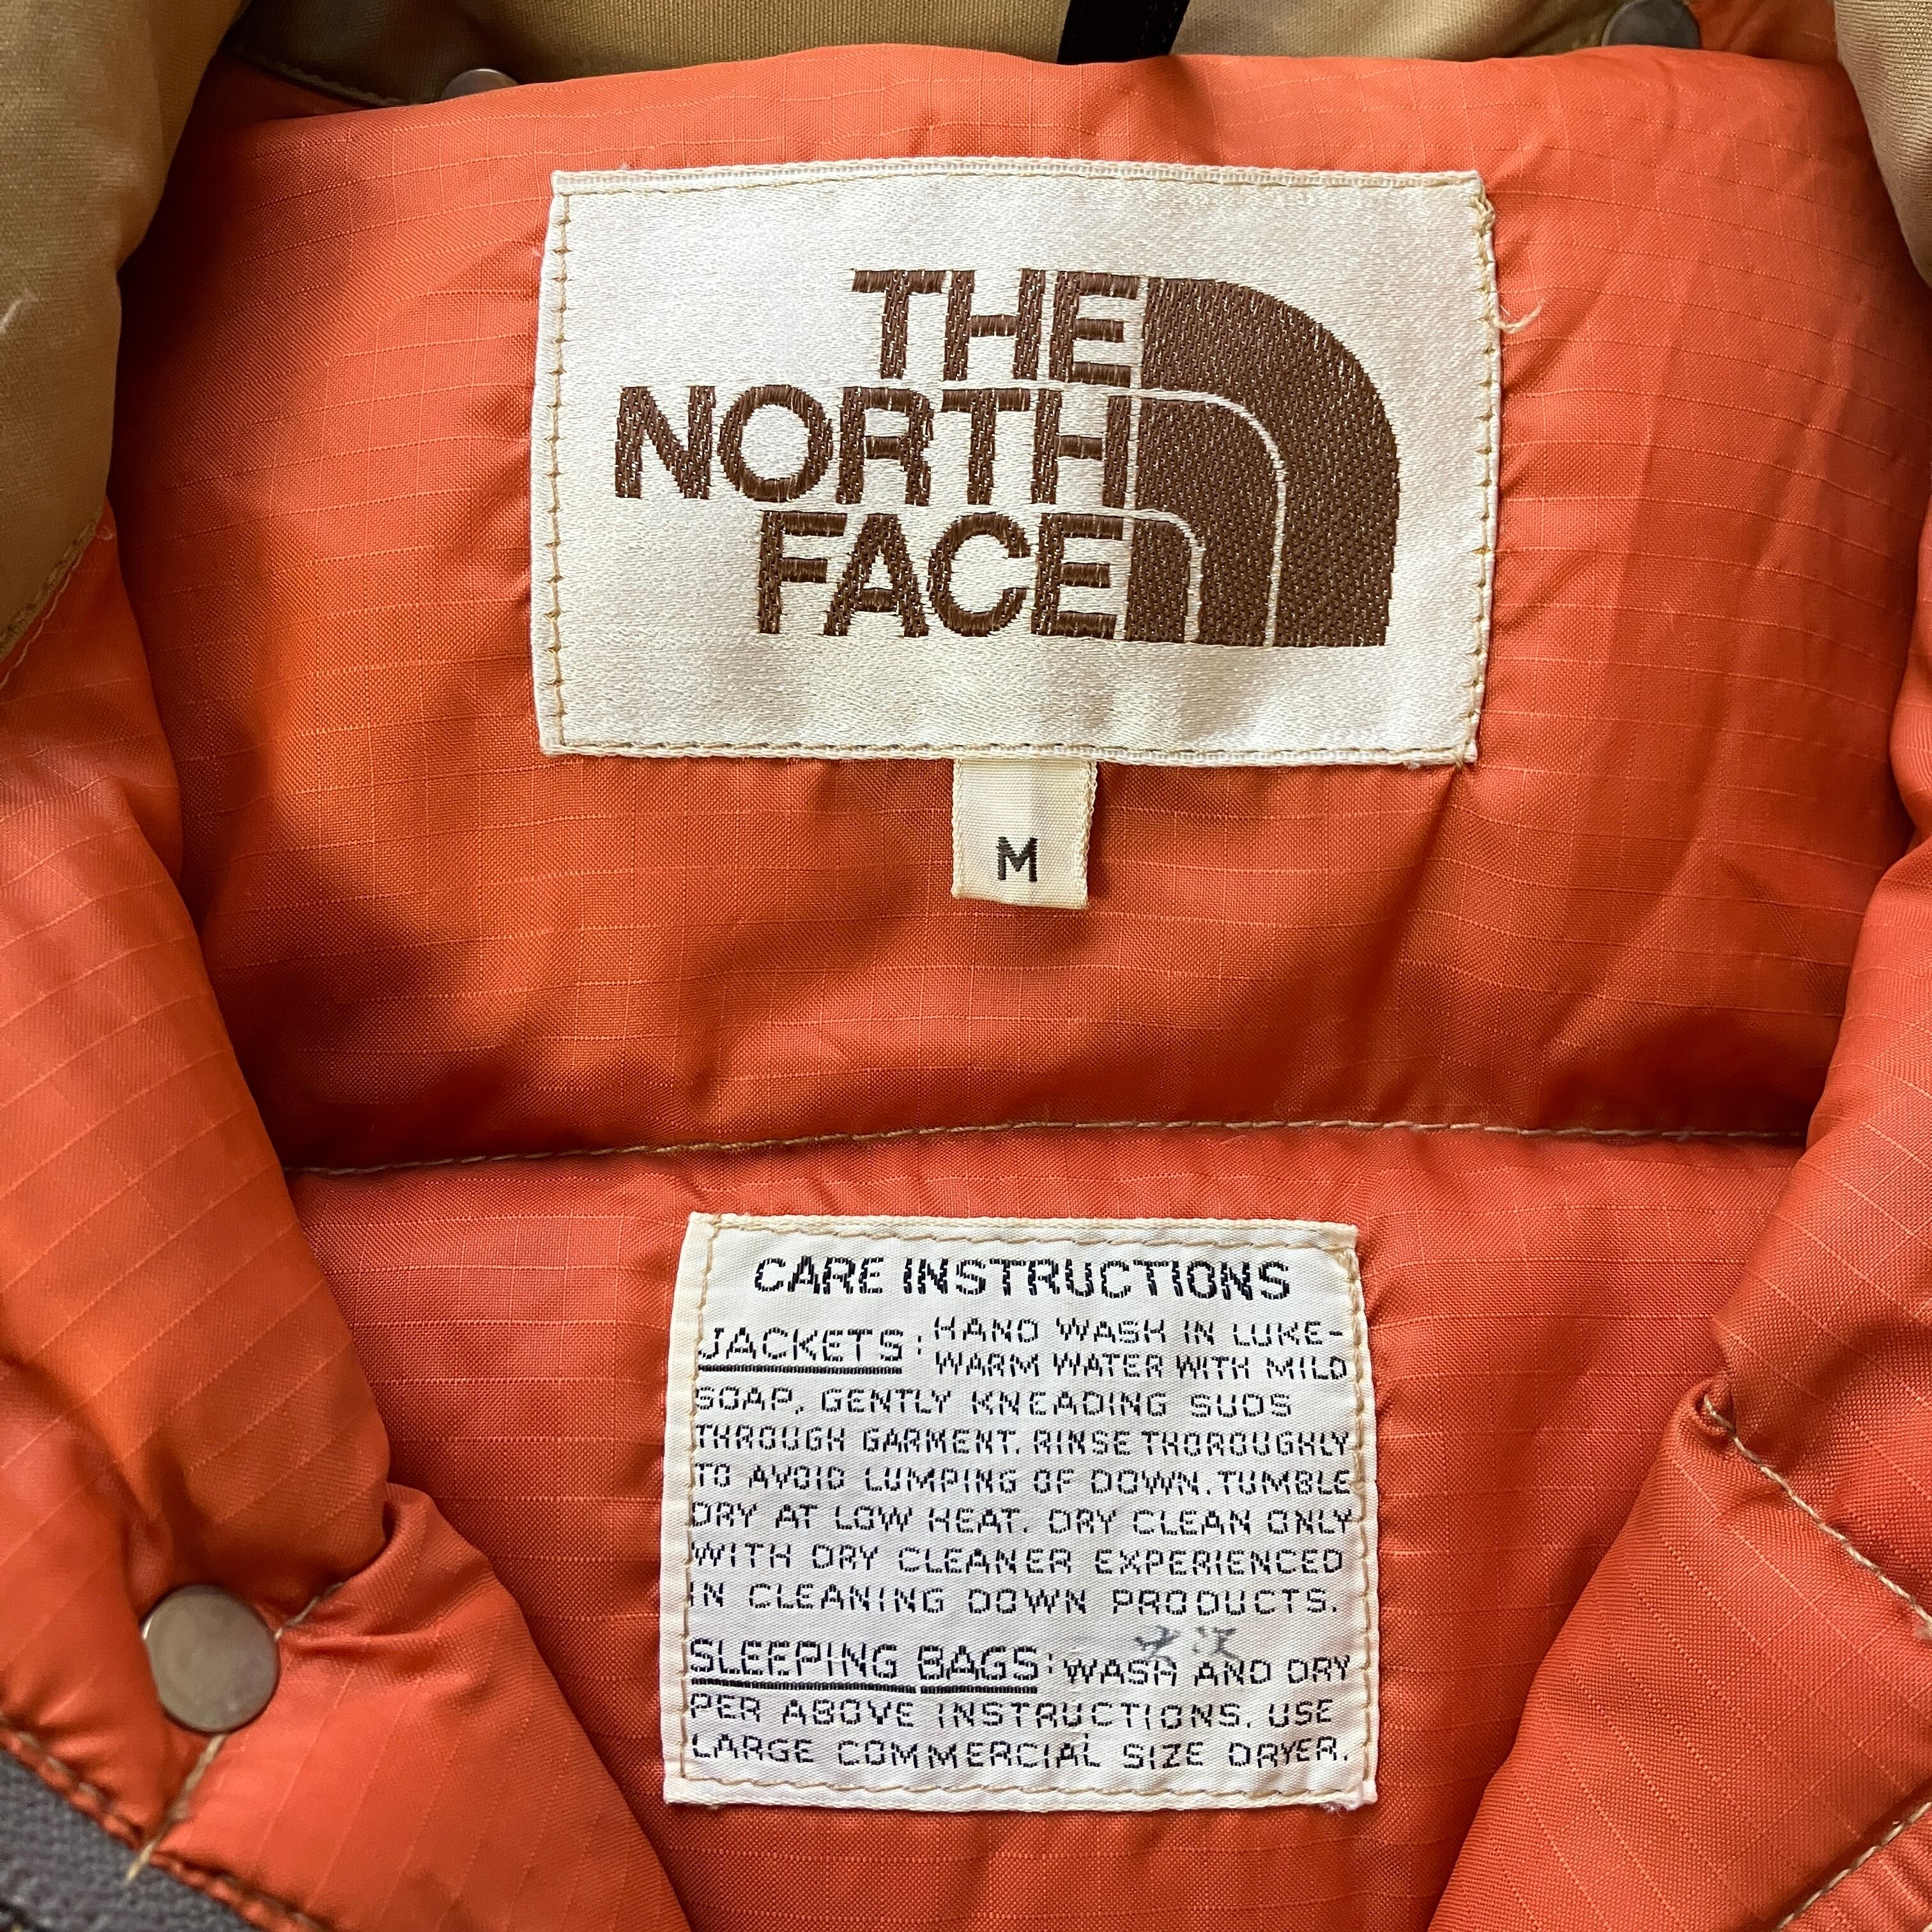 THE
NORTH
FACE
M
CARE INSTRUCTIONS
JACKETS: HAND WASH IN LUKE-
WARM WATER WITH MILD
SOAP, GENTLY KNEADING SUDS
THROUGH GARMENT. RINSE THOROUGHLY
TO AVOID LUMPING OF DOWN. TUMBLE
DRY AT LOW HEAT. DRY CLEAN ONLY
WITH DRY CLEANER EXPERIENCED
IN CLEANING DOWN PRODUCTS.
SLEEPING BAGS: WASH AND DRY
PER ABOVE INSTRUCTIONS. USE
LARGE COMMERCIAL SIZE DRYER.